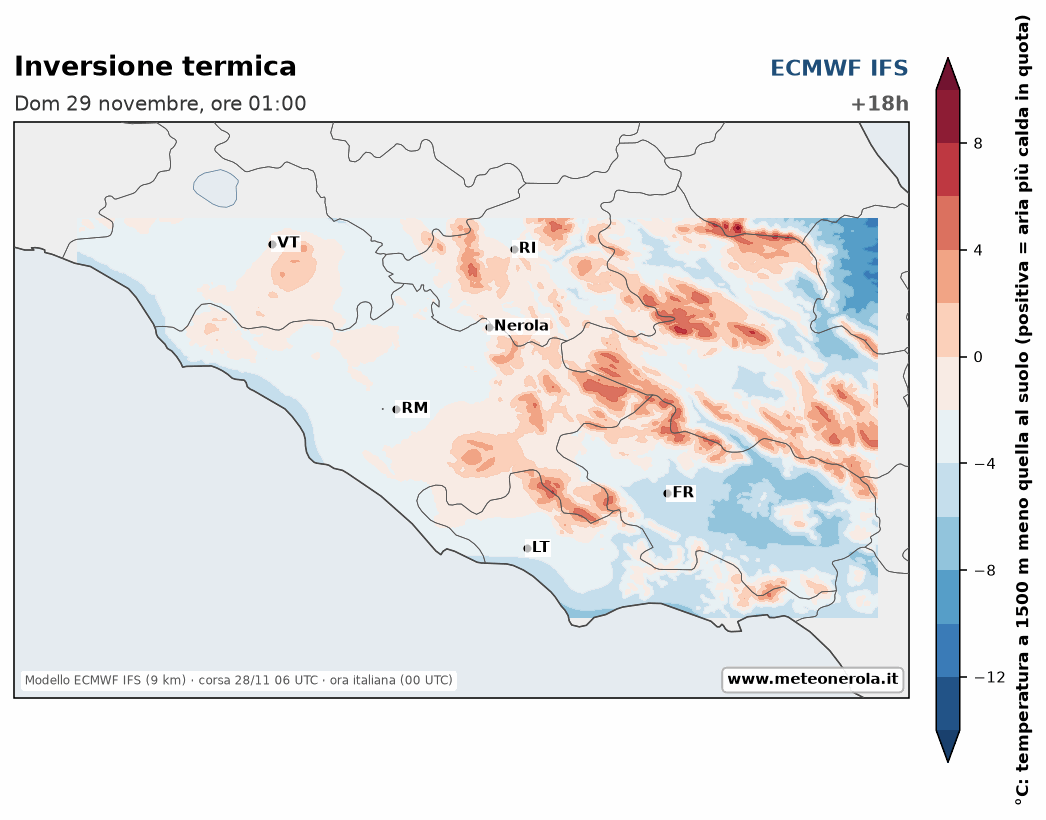 Inversione termica
ECMWF IFS
Dom 29 novembre, ore 01:00
+18h
VT
RI
Nerola
RM
FR
LT
Modello ECMWF IFS (9 km) · corsa 28/11 06 UTC · ora italiana (00 UTC)
www.meteonerola.it
8
4
0
−4
−8
−12
°C: temperatura a 1500 m meno quella al suolo (positiva = aria più calda in quota)